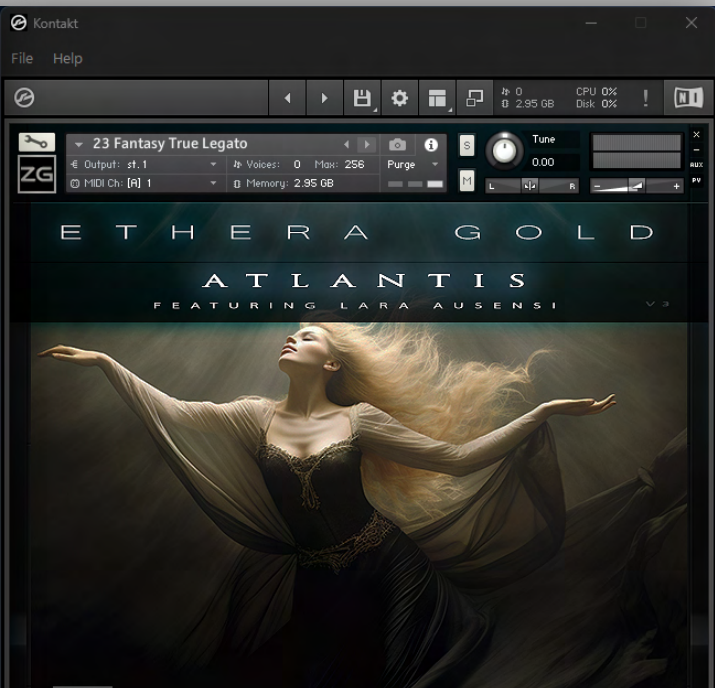 Kontakt
File Help
♪ 0 CPU 0% !
2.95 GB Disk 0% NI
23 Fantasy True Legato i S Tune ×
Output: st.1 Voices: 0 Max: 256 Purge 0.00 –
ZG MIDI Ch: [A] 1 Memory: 2.95 GB M L R – + AUX
PV
ETHERA GOLD
ATLANTIS
FEATURING LARA AUSENSI V 3